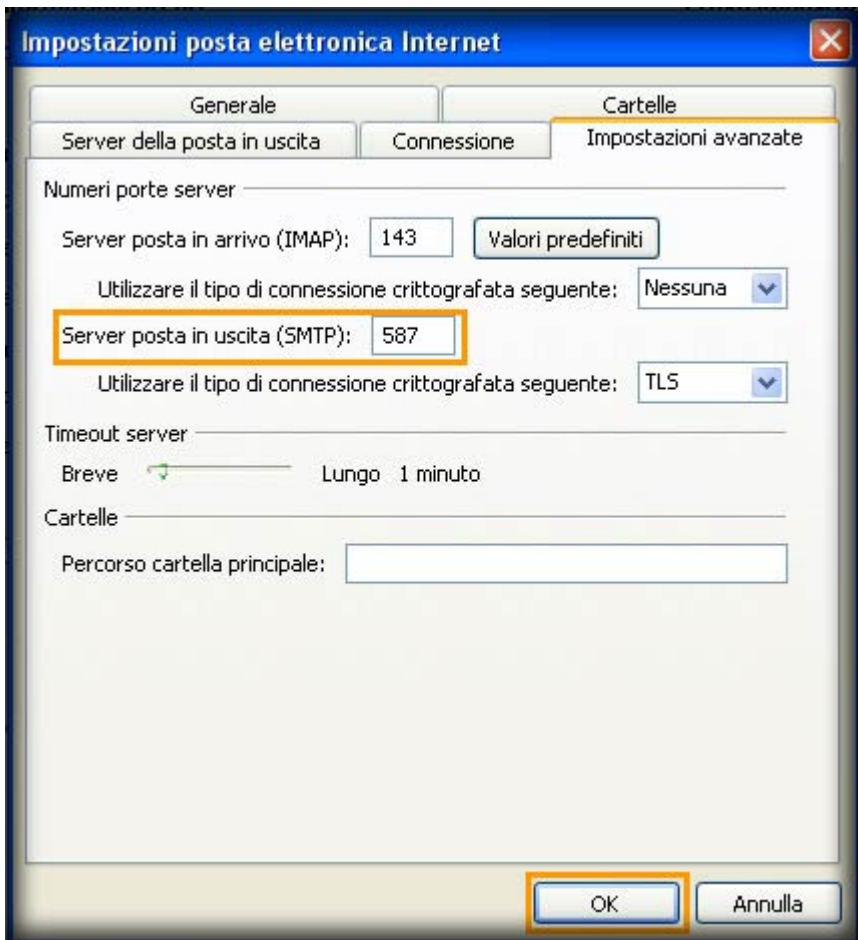 Impostazioni posta elettronica Internet
Generale Cartelle
Server della posta in uscita Connessione Impostazioni avanzate
Numeri porte server
Server posta in arrivo (IMAP): 143 Valori predefiniti
Utilizzare il tipo di connessione crittografata seguente: Nessuna
Server posta in uscita (SMTP): 587
Utilizzare il tipo di connessione crittografata seguente: TLS
Timeout server
Breve Lungo 1 minuto
Cartelle
Percorso cartella principale:
OK Annulla